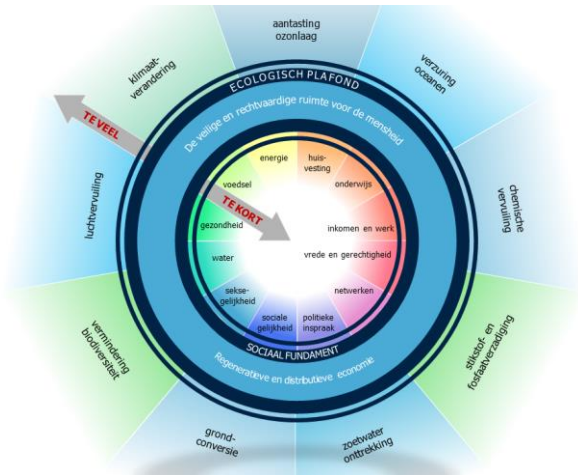 aantasting
ozonlaag
klimaat-
verandering
verzuring
oceanen
ECOLOGISCH PLAFOND
De veilige en rechtvaardige ruimte voor de mensheid
TE VEEL
energie
huis-
vesting
voedsel
onderwijs
TE KORT
luchtvervuiling
chemische
vervuiling
gezondheid
inkomen en werk
water
vrede en gerechtigheid
sekse-
gelijkheid
netwerken
sociale
gelijkheid
politieke
inspraak
SOCIAAL FUNDAMENT
Regeneratieve en distributieve economie
vermindering
biodiversiteit
stikstof- en
fosfaatverzadiging
grond-
conversie
zoetwater
onttrekking